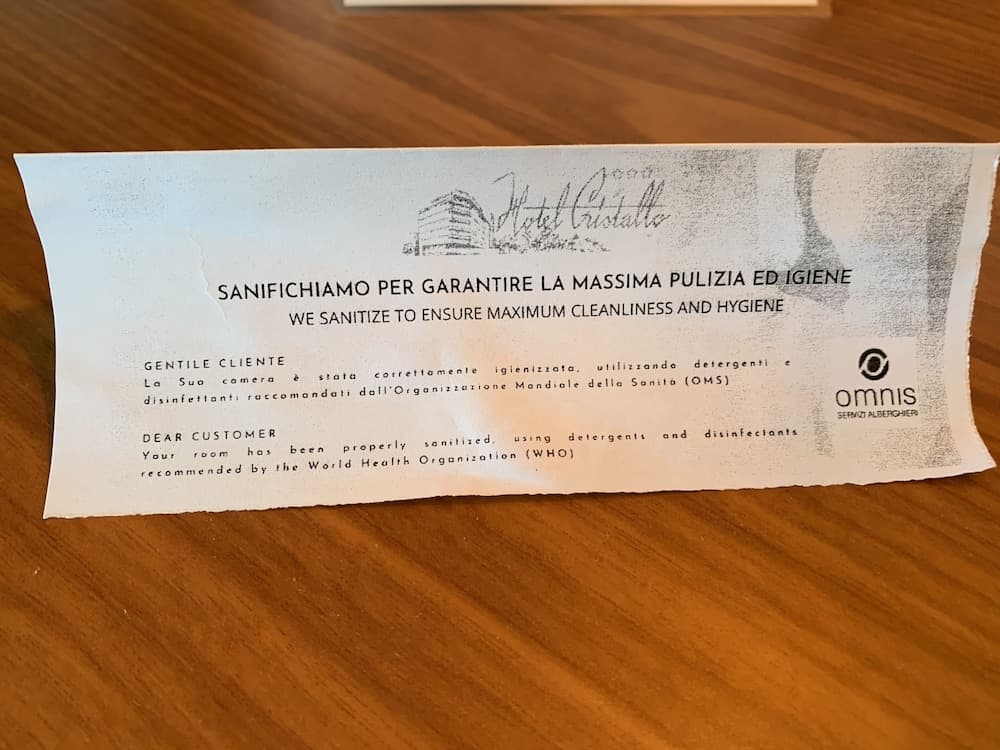 Hotel Cristallo
SANIFICHIAMO PER GARANTIRE LA MASSIMA PULIZIA ED IGIENE
WE SANITIZE TO ENSURE MAXIMUM CLEANLINESS AND HYGIENE
GENTILE CLIENTE
La Sua camera è stata correttamente igienizzata, utilizzando detergenti e
disinfettanti raccomandati dall'Organizzazione Mondiale della Sanità (OMS)
DEAR CUSTOMER
Your room has been properly sanitized, using detergents and disinfectants
recommended by the World Health Organization (WHO)
omnis
SERVIZI ALBERGHIERI